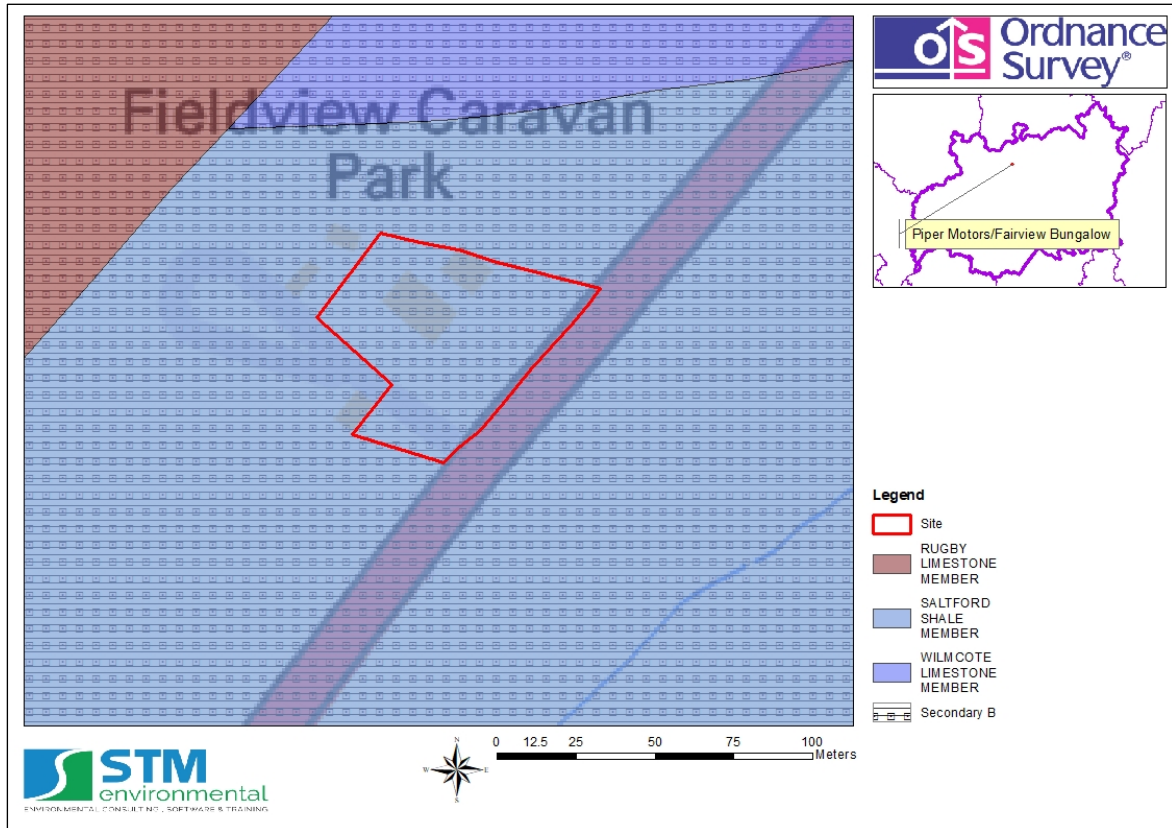 Fieldview Caravan
Park
OS
Ordnance
Survey®
Piper Motors/Fairview Bungalow
Legend
Site
RUGBY
LIMESTONE
MEMBER
SALTFORD
SHALE
MEMBER
WILMCOTE
LIMESTONE
MEMBER
Secondary B
STM
environmental
ENVIRONMENTAL CONSULTING, SOFTWARE & TRAINING
N
W
E
S
0 12.5 25 50 75 100
Meters